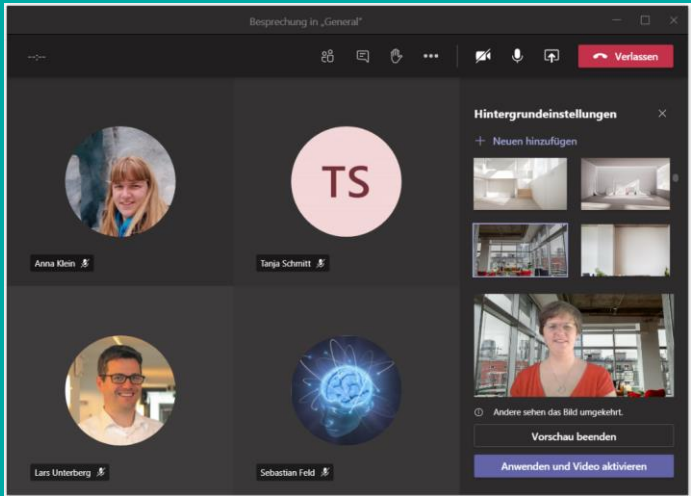 Besprechung in „General“
--:--
Verlassen
TS
Anna Klein
Tanja Schmitt
Lars Unterberg
Sebastian Feld
Hintergrundeinstellungen
+ Neuen hinzufügen
Andere sehen das Bild umgekehrt.
Vorschau beenden
Anwenden und Video aktivieren